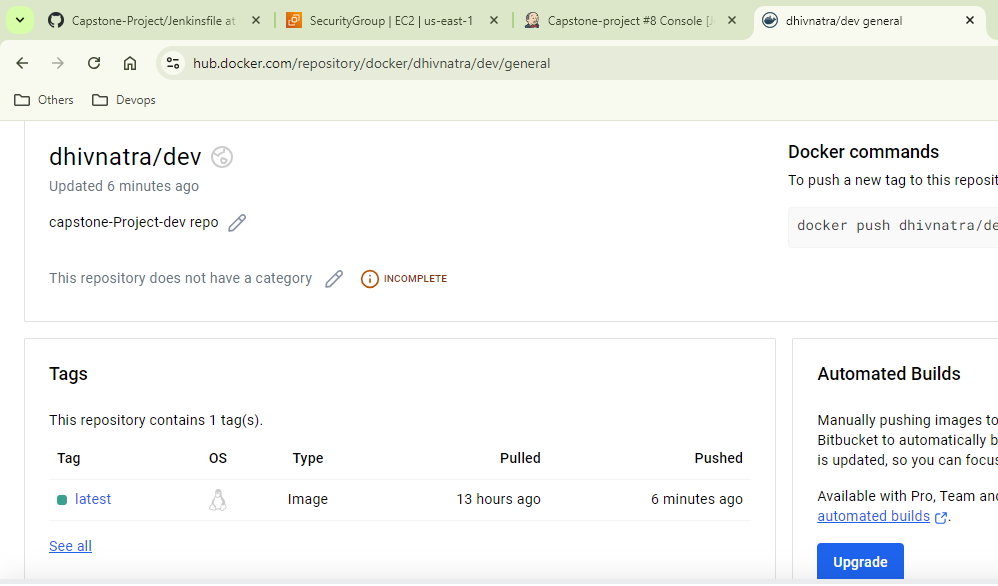 Capstone-Project/Jenkinsfile at
SecurityGroup | EC2 | us-east-1
Capstone-project #8 Console [J
dhivnatra/dev general
hub.docker.com/repository/docker/dhivnatra/dev/general
Others
Devops
dhivnatra/dev
Updated 6 minutes ago
capstone-Project-dev repo
This repository does not have a category
INCOMPLETE
Docker commands
To push a new tag to this reposit
docker push dhivnatra/de
Tags
This repository contains 1 tag(s).
Tag OS Type Pulled Pushed
latest Image 13 hours ago 6 minutes ago
See all
Automated Builds
Manually pushing images to
Bitbucket to automatically b
is updated, so you can focus
Available with Pro, Team and
automated builds .
Upgrade